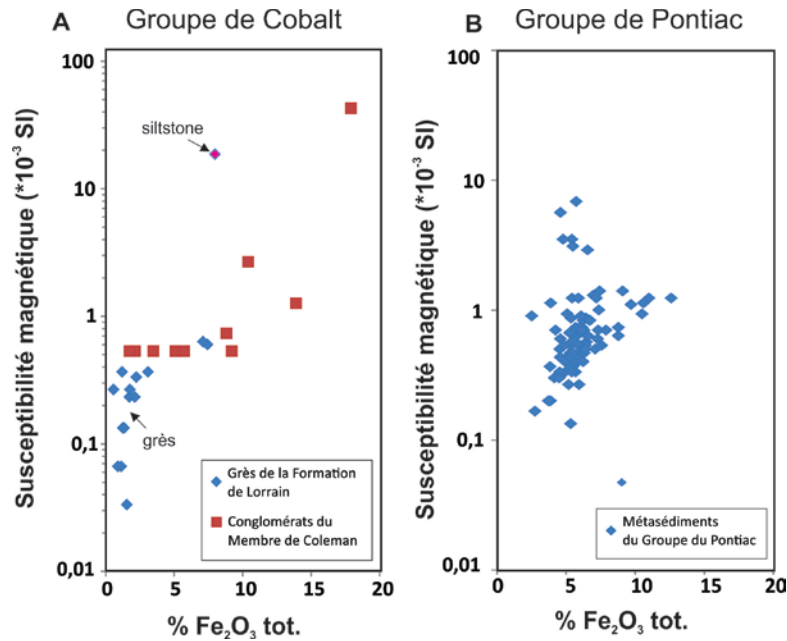 A Groupe de Cobalt
Susceptibilité magnétique (*10⁻³ SI)
100
10
1
0,1
0,01
siltstone
grès
Grès de la Formation
de Lorrain
Conglomérats du
Membre de Coleman
0 5 10 15 20
% Fe₂O₃ tot.
B Groupe de Pontiac
Susceptibilité magnétique (*10⁻³ SI)
100
10
1
0,1
0,01
Métasédiments
du Groupe du Pontiac
0 5 10 15 20
% Fe₂O₃ tot.